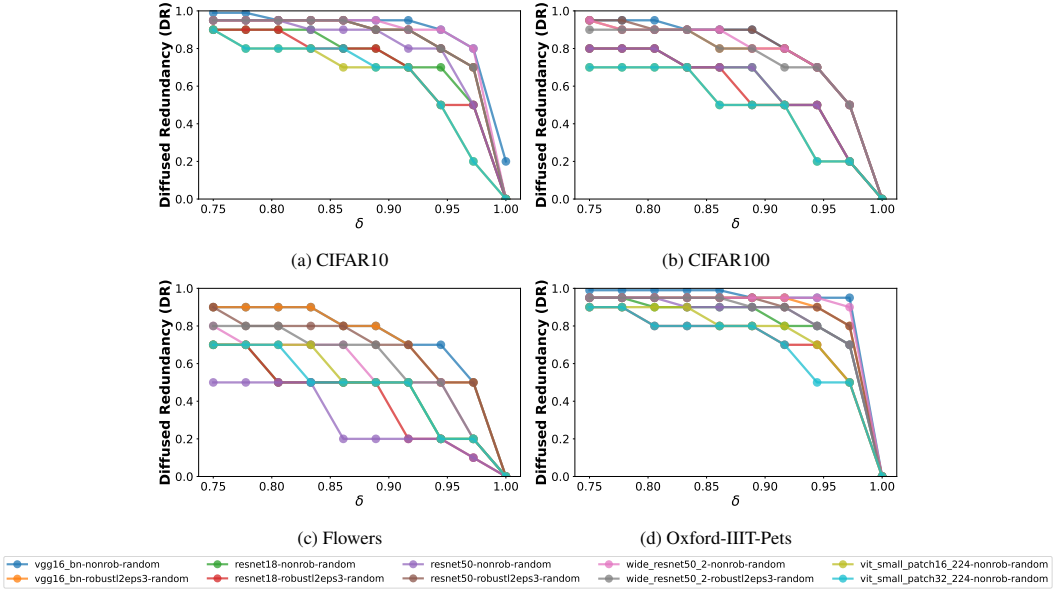 Diffused Redundancy (DR)
1.0
0.8
0.6
0.4
0.2
0.0
0.75 0.80 0.85 0.90 0.95 1.00
δ
(a) CIFAR10
Diffused Redundancy (DR)
1.0
0.8
0.6
0.4
0.2
0.0
0.75 0.80 0.85 0.90 0.95 1.00
δ
(b) CIFAR100
Diffused Redundancy (DR)
1.0
0.8
0.6
0.4
0.2
0.0
0.75 0.80 0.85 0.90 0.95 1.00
δ
(c) Flowers
Diffused Redundancy (DR)
1.0
0.8
0.6
0.4
0.2
0.0
0.75 0.80 0.85 0.90 0.95 1.00
δ
(d) Oxford-IIIT-Pets
vgg16_bn-nonrob-random resnet18-nonrob-random resnet50-nonrob-random wide_resnet50_2-nonrob-random vit_small_patch16_224-nonrob-random
vgg16_bn-robustl2eps3-random resnet18-robustl2eps3-random resnet50-robustl2eps3-random wide_resnet50_2-robustl2eps3-random vit_small_patch32_224-nonrob-random